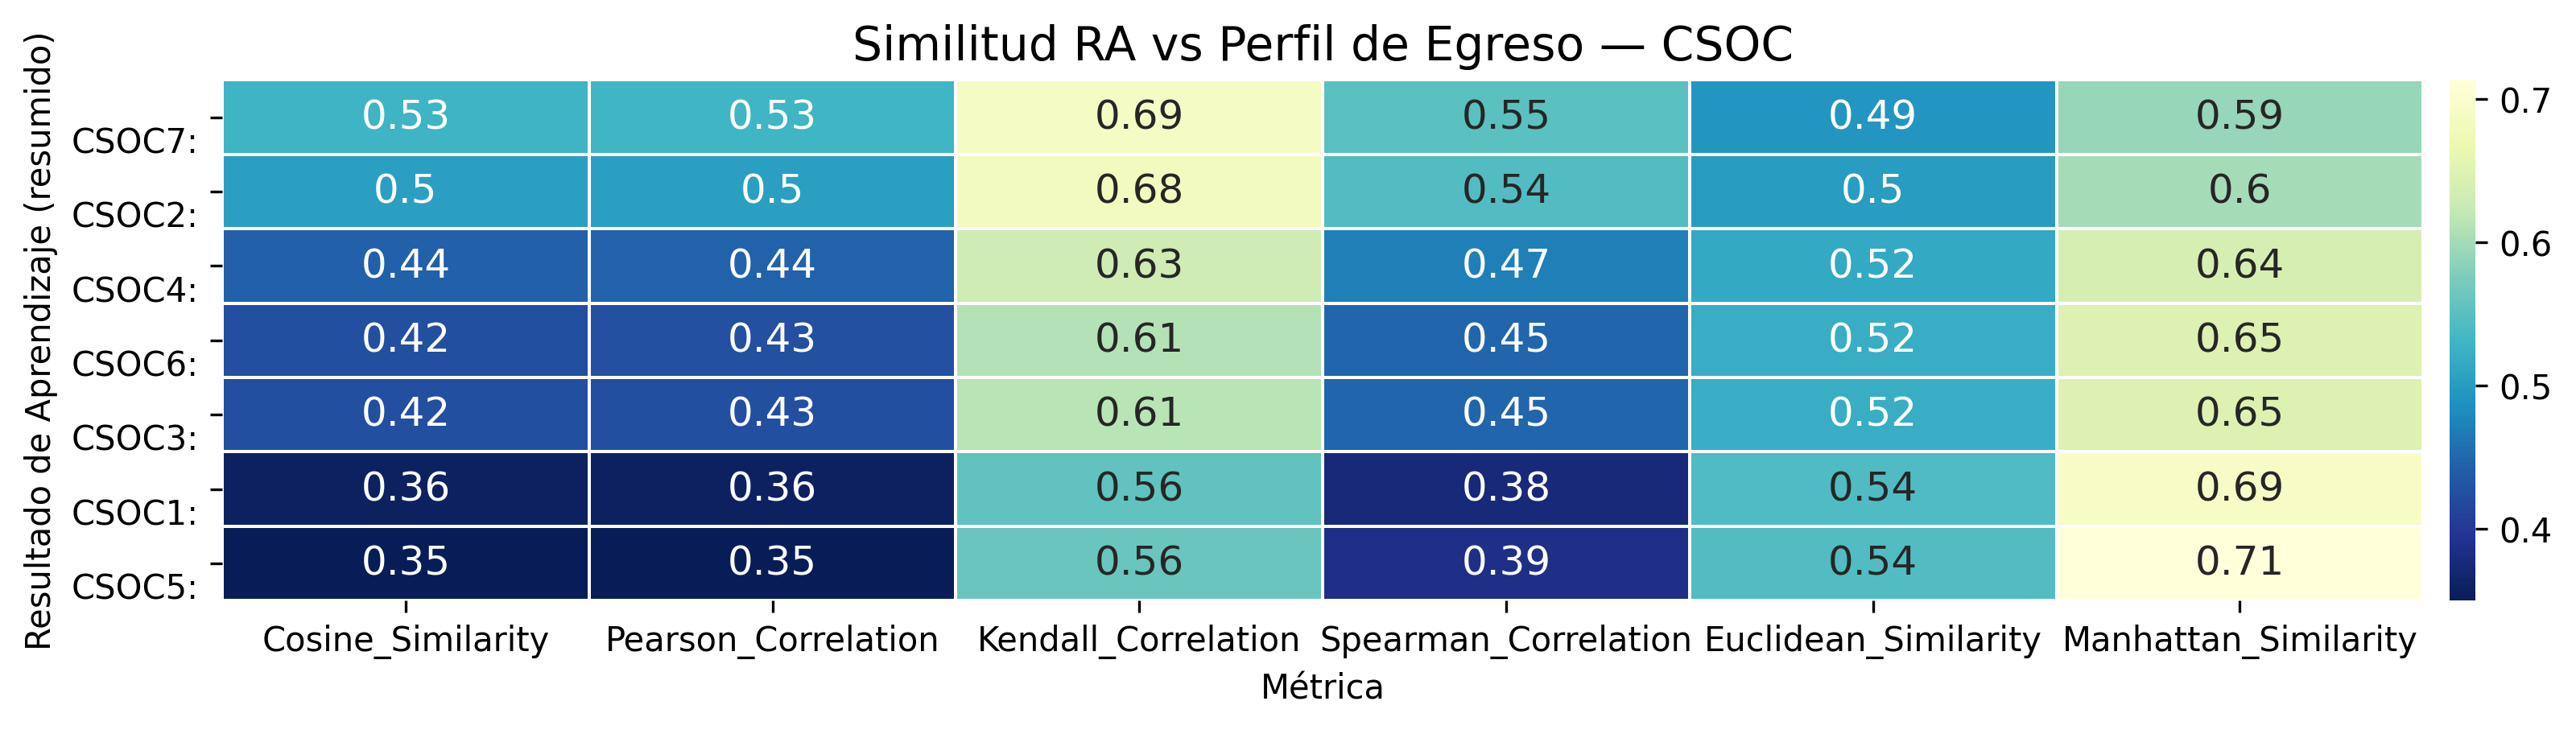 Similitud RA vs Perfil de Egreso — CSOC
Resultado de Aprendizaje (resumido)
CSOC7: 0.53 0.53 0.69 0.55 0.49 0.59
CSOC2: 0.5 0.5 0.68 0.54 0.5 0.6
CSOC4: 0.44 0.44 0.63 0.47 0.52 0.64
CSOC6: 0.42 0.43 0.61 0.45 0.52 0.65
CSOC3: 0.42 0.43 0.61 0.45 0.52 0.65
CSOC1: 0.36 0.36 0.56 0.38 0.54 0.69
CSOC5: 0.35 0.35 0.56 0.39 0.54 0.71
Cosine_Similarity Pearson_Correlation Kendall_Correlation Spearman_Correlation Euclidean_Similarity Manhattan_Similarity
Métrica
0.7
0.6
0.5
0.4